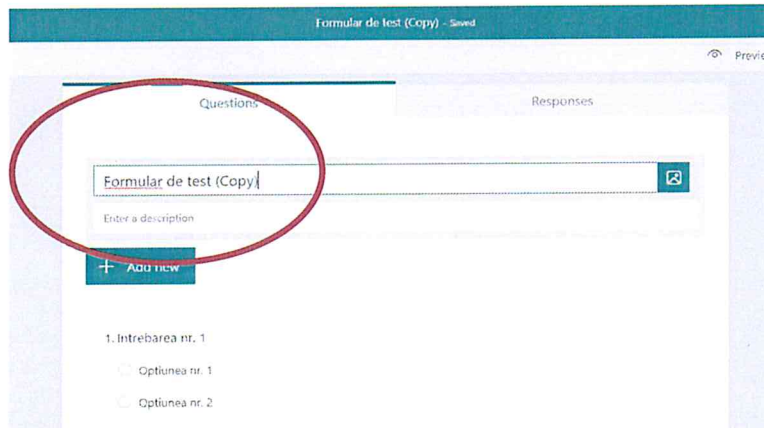 Formular de test (Copy) - Saved
Previe
Questions
Responses
Formular de test (Copy)
Enter a description
+ Add new
1. Intrebarea nr. 1
Optiunea nr. 1
Optiunea nr. 2